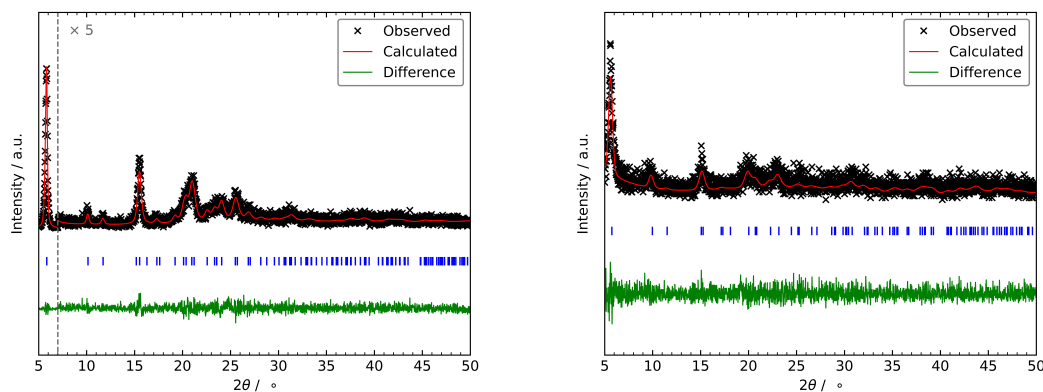 × 5
Observed
Calculated
Difference
Intensity / a.u.
5 10 15 20 25 30 35 40 45 50
2θ / °
Observed
Calculated
Difference
Intensity / a.u.
5 10 15 20 25 30 35 40 45 50
2θ / °